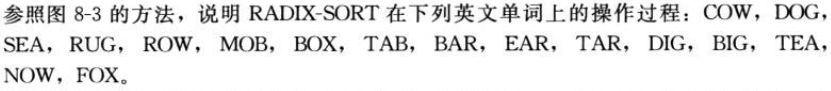 参照图 8-3 的方法，说明 RADIX-SORT 在下列英文单词上的操作过程：COW，DOG，
SEA，RUG，ROW，MOB，BOX，TAB，BAR，EAR，TAR，DIG，BIG，TEA，
NOW，FOX。